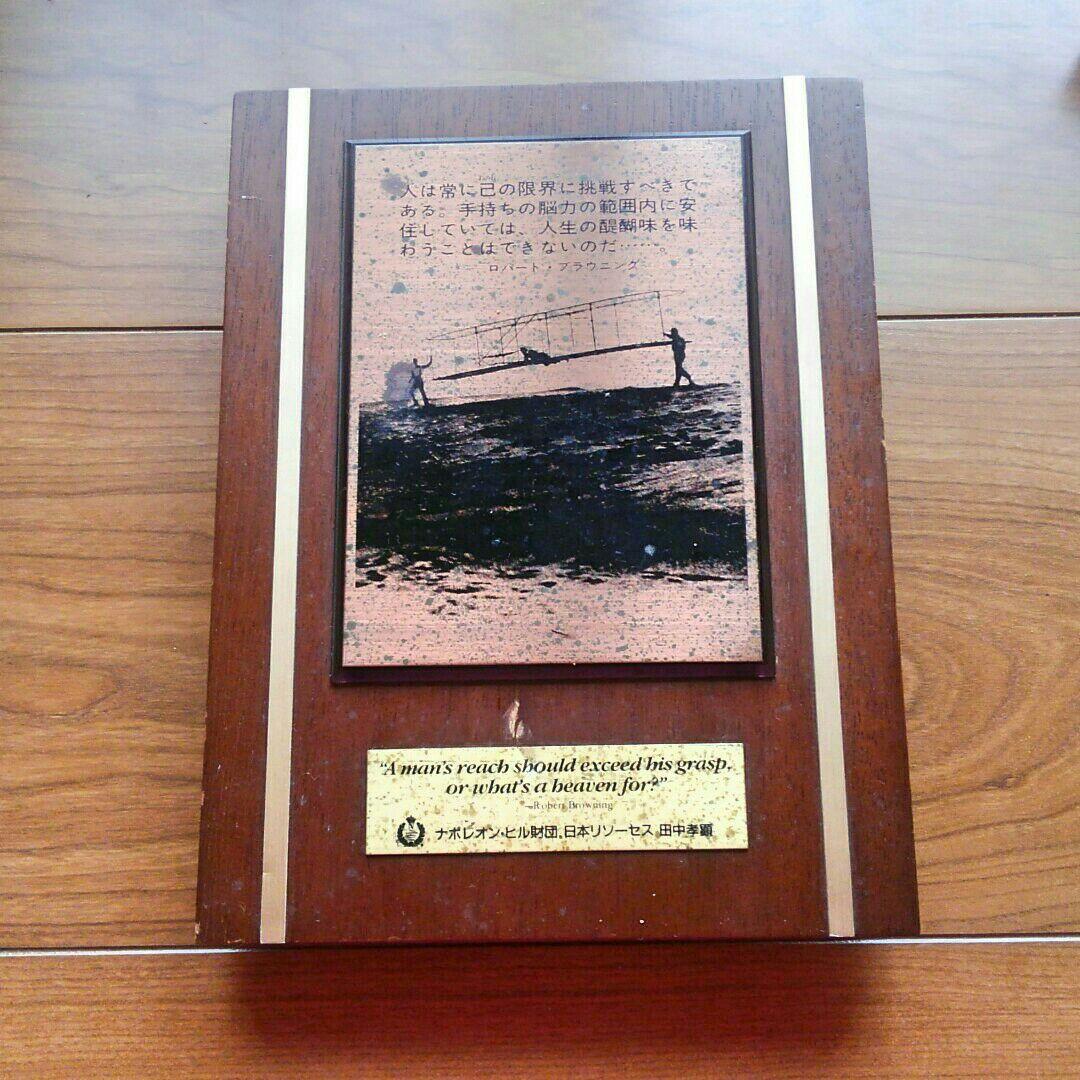 人は常に己の限界に挑戦すべきで
ある。手持ちの脳力の範囲内に安
住していては、人生の醍醐味を味
わうことはできないのだ……。
ロバート・ブラウニング
"A man's reach should exceed his grasp,
or what's a heaven for?"
—Robert Browning
ナポレオン・ヒル財団、日本リソーセス 田中孝顕